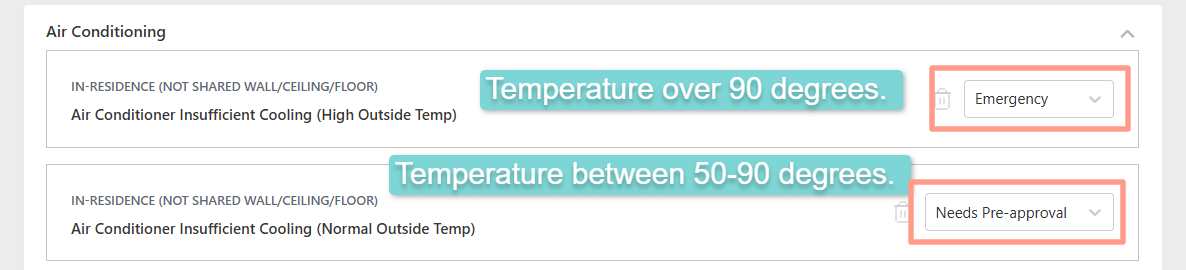 Air Conditioning
IN-RESIDENCE (NOT SHARED WALL/CEILING/FLOOR)
Temperature over 90 degrees.
Emergency
Air Conditioner Insufficient Cooling (High Outside Temp)
Temperature between 50-90 degrees.
IN-RESIDENCE (NOT SHARED WALL/CEILING/FLOOR)
Needs Pre-approval
Air Conditioner Insufficient Cooling (Normal Outside Temp)